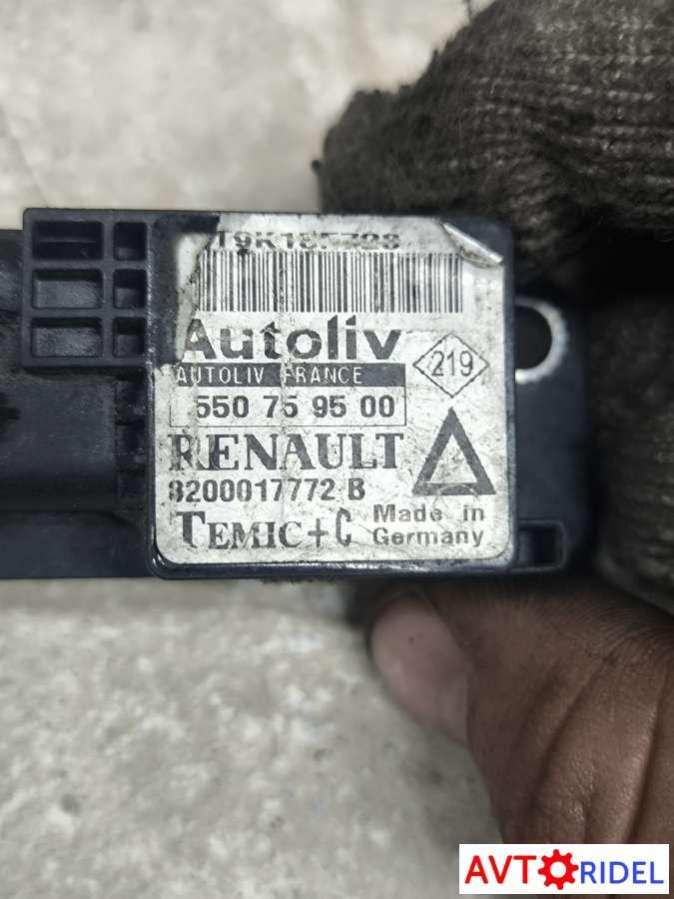 Autoliv
219
AUTOLIV FRANCE
550 75 95 00
RENAULT
8200017772 B
TEMIC+C
Made in
Germany
AVTORIDEL